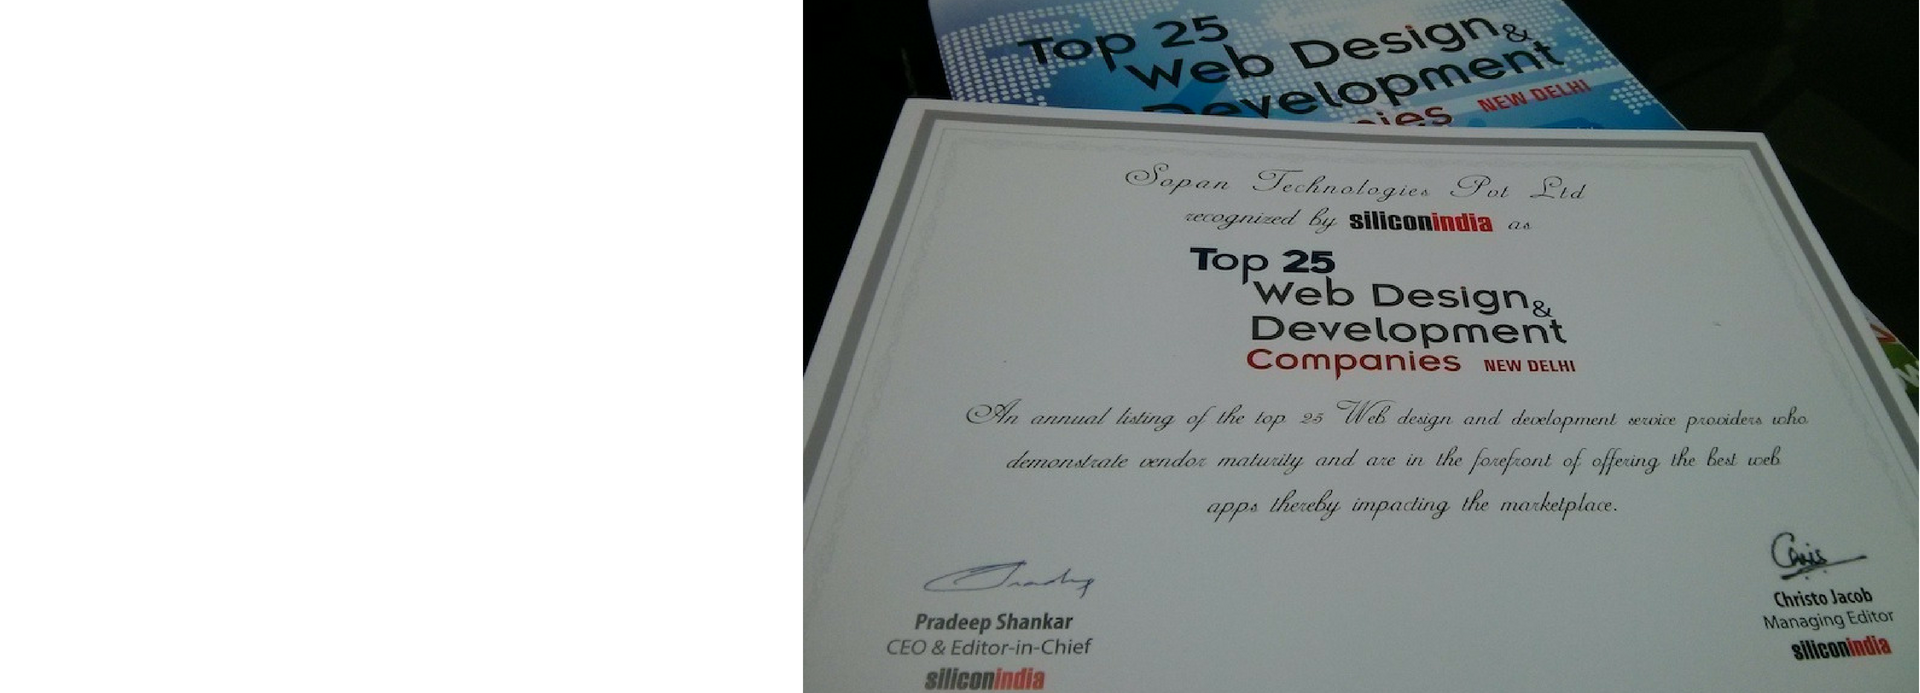 Top 25
Web Design &
Development
nies NEW DELHI
Sopan Technologies Pvt Ltd
recognized by siliconindia as
Top 25
Web Design &
Development
Companies NEW DELHI
An annual listing of the top 25 Web design and development service providers who
demonstrate vendor maturity and are in the forefront of offering the best web
apps thereby impacting the marketplace.
Chris
Pradeep Shankar
CEO & Editor-in-Chief
siliconindia
Christo Jacob
Managing Editor
siliconindia